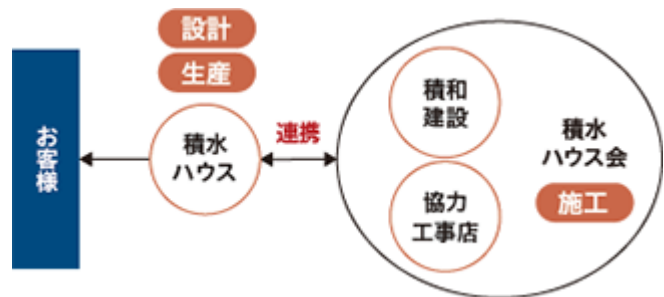 お客様
設計
生産
積水
ハウス
連携
積和
建設
協力
工事店
積水
ハウス会
施工